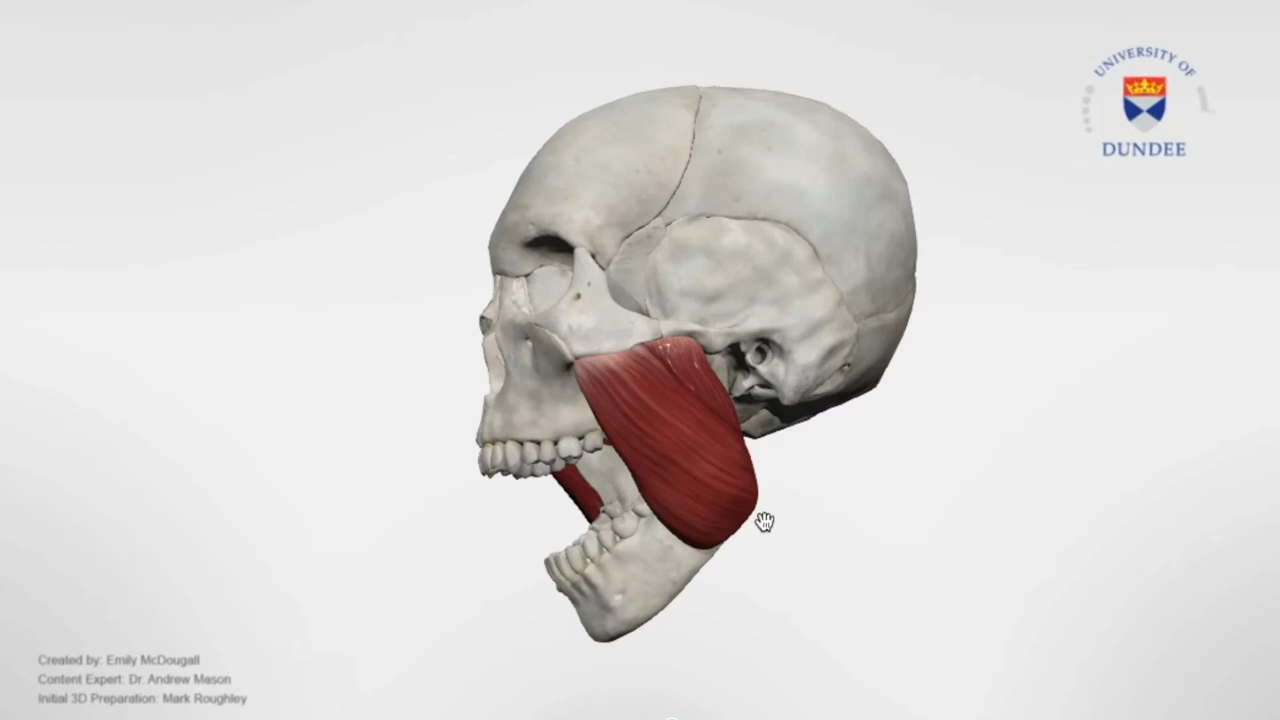 UNIVERSITY OF
DUNDEE
Created by: Emily McDougall
Content Expert: Dr. Andrew Mason
Initial 3D Preparation: Mark Roughley